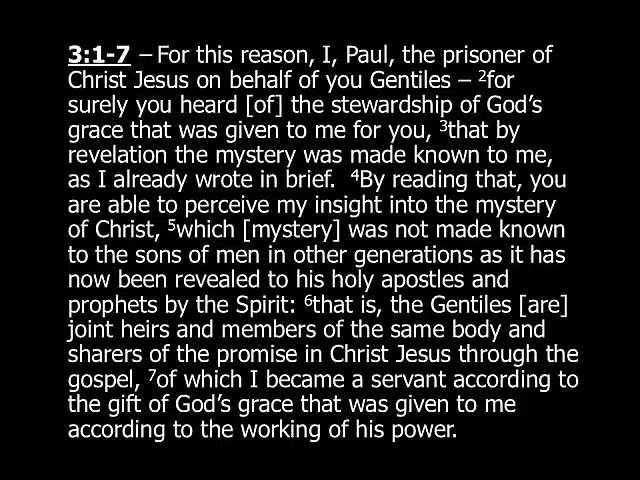 3:1-7 – For this reason, I, Paul, the prisoner of
Christ Jesus on behalf of you Gentiles – ²for
surely you heard [of] the stewardship of God’s
grace that was given to me for you, ³that by
revelation the mystery was made known to me,
as I already wrote in brief. ⁴By reading that, you
are able to perceive my insight into the mystery
of Christ, ⁵which [mystery] was not made known
to the sons of men in other generations as it has
now been revealed to his holy apostles and
prophets by the Spirit: ⁶that is, the Gentiles [are]
joint heirs and members of the same body and
sharers of the promise in Christ Jesus through the
gospel, ⁷of which I became a servant according to
the gift of God’s grace that was given to me
according to the working of his power.